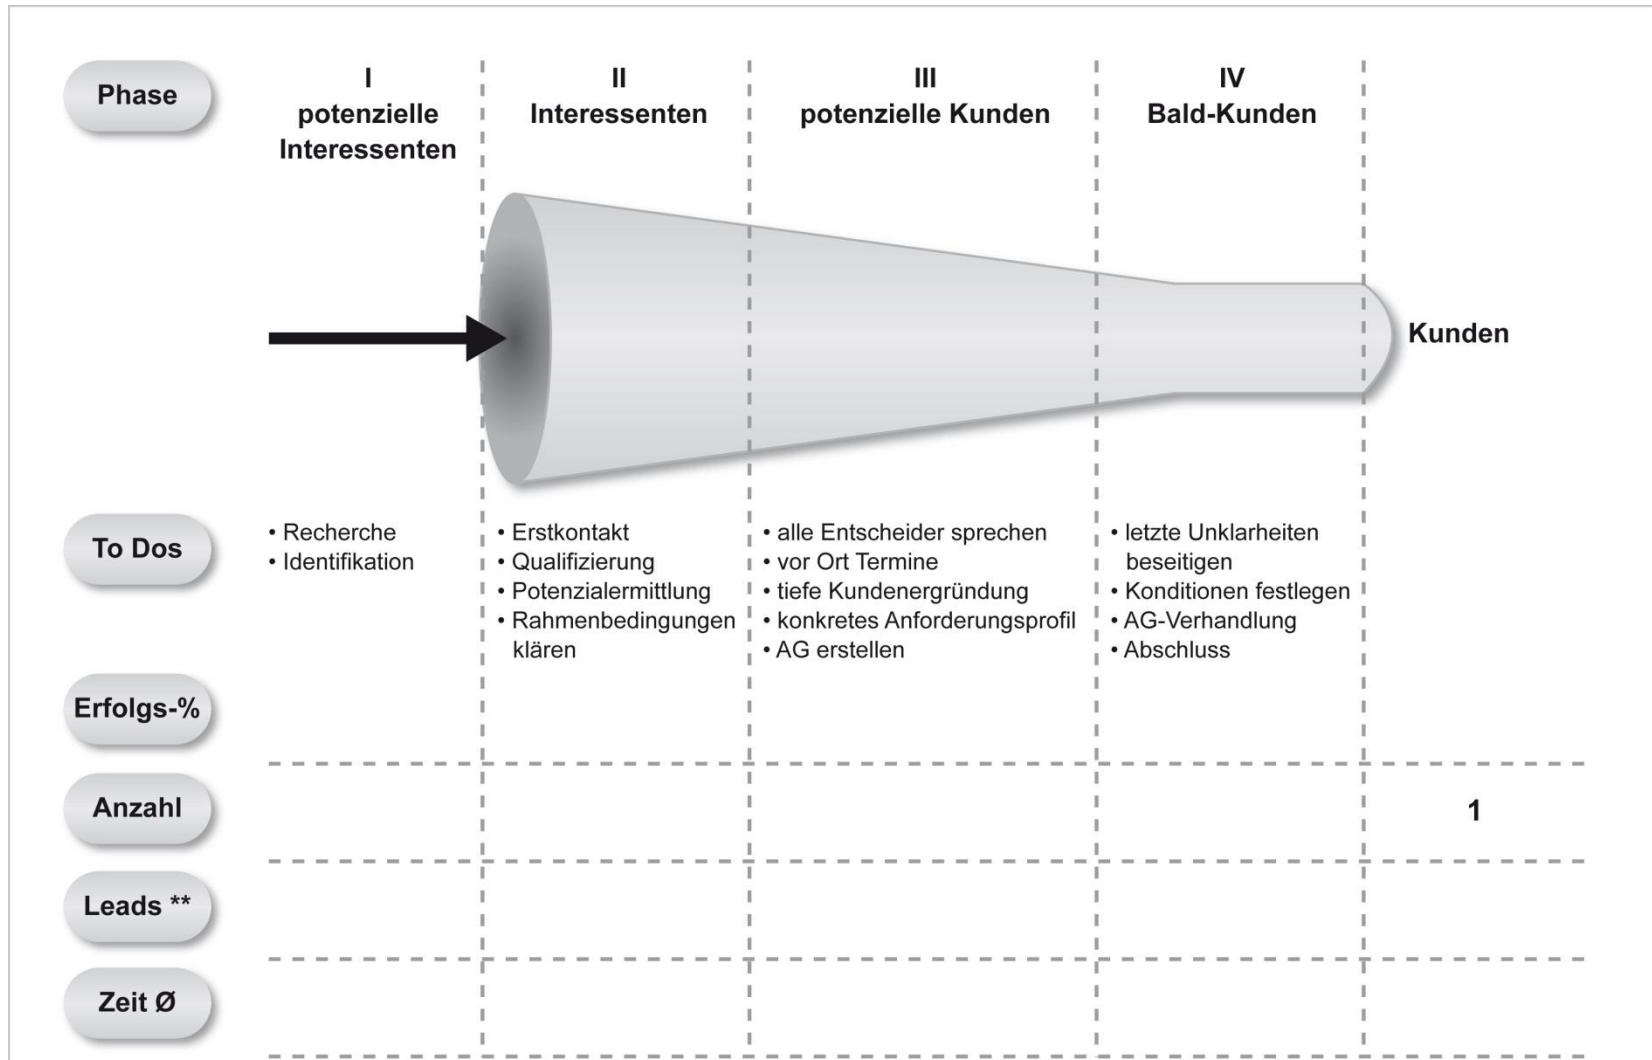 Phase
I
potenzielle
Interessenten
II
Interessenten
III
potenzielle Kunden
IV
Bald-Kunden
Kunden
To Dos
• Recherche
• Identifikation
• Erstkontakt
• Qualifizierung
• Potenzialermittlung
• Rahmenbedingungen
klären
• alle Entscheider sprechen
• vor Ort Termine
• tiefe Kundenergründung
• konkretes Anforderungsprofil
• AG erstellen
• letzte Unklarheiten
beseitigen
• Konditionen festlegen
• AG-Verhandlung
• Abschluss
Erfolgs-%
Anzahl
1
Leads **
Zeit Ø